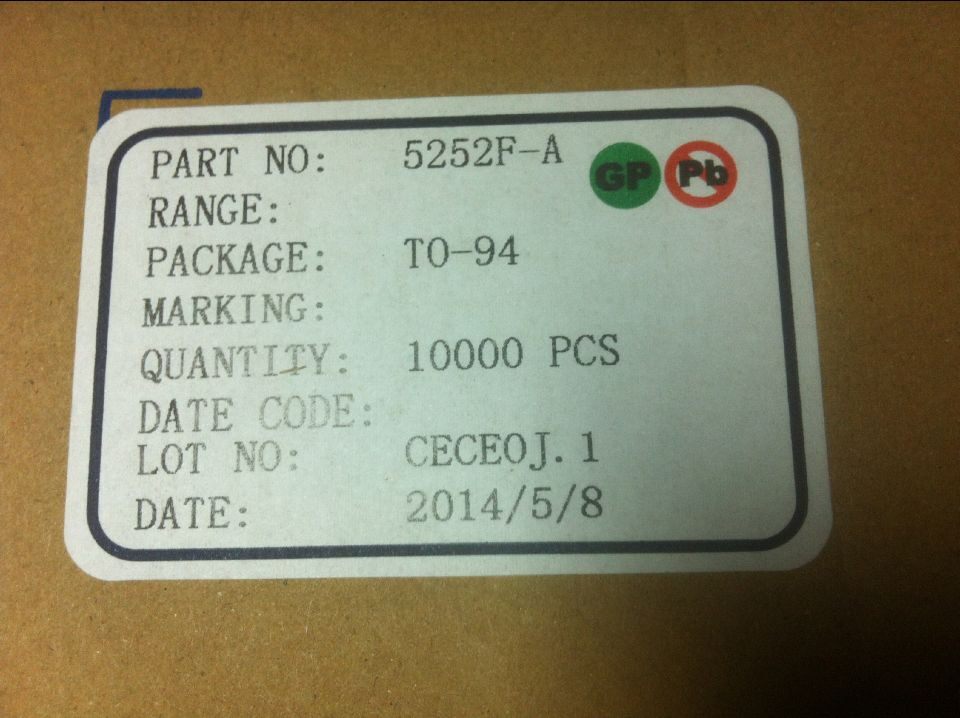 PART NO: 5252F-A
GP Pb
RANGE:
PACKAGE: TO-94
MARKING:
QUANTITY: 10000 PCS
DATE CODE:
LOT NO: CECEOJ.1
DATE: 2014/5/8